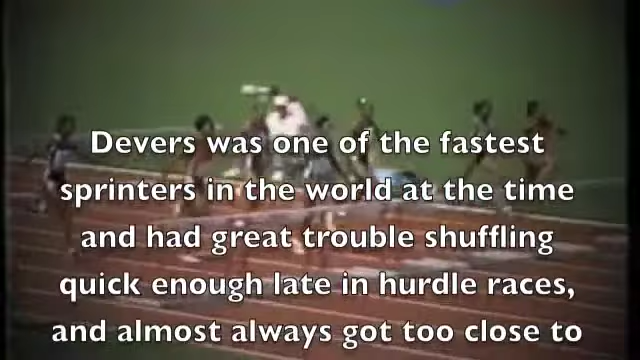 Devers was one of the fastest
sprinters in the world at the time
and had great trouble shuffling
quick enough late in hurdle races,
and almost always got too close to